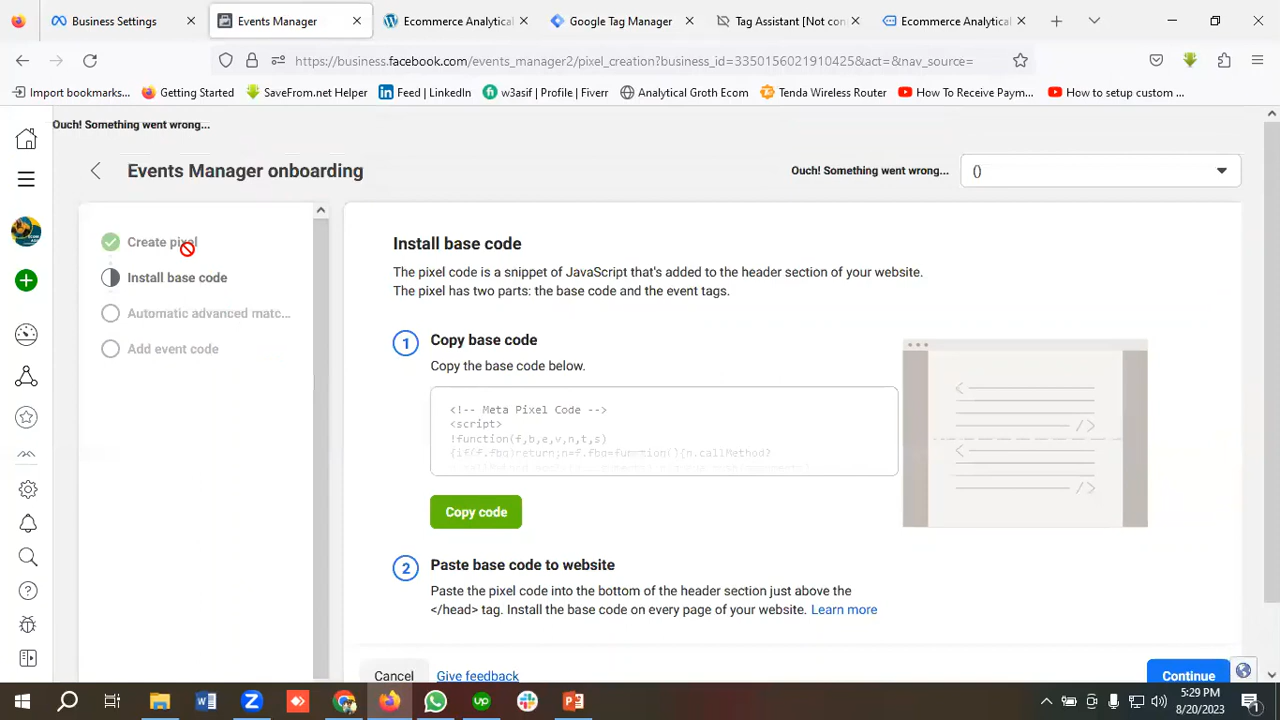 Business Settings
Events Manager
Ecommerce Analytical
Google Tag Manager
Tag Assistant [Not con
Ecommerce Analytical
https://business.facebook.com/events_manager2/pixel_creation?business_id=3350156021910425&act=&nav_source=
Import bookmarks...
Getting Started
SaveFrom.net Helper
Feed | LinkedIn
w3asif | Profile | Fiverr
Analytical Groth Ecom
Tenda Wireless Router
How To Receive Paym...
How to setup custom ...
Ouch! Something went wrong...
Events Manager onboarding
Ouch! Something went wrong...
()
Create pixel
Install base code
Automatic advanced matc...
Add event code
Install base code
The pixel code is a snippet of JavaScript that's added to the header section of your website.
The pixel has two parts: the base code and the event tags.
1
Copy base code
Copy the base code below.
<!-- Meta Pixel Code -->
<script>
!function(f,b,e,v,n,t,s)
{if(f.fbq)return;n=f.fbq=function(){n.callMethod?
Copy code
2
Paste base code to website
Paste the pixel code into the bottom of the header section just above the
</head> tag. Install the base code on every page of your website. Learn more
Cancel
Give feedback
Continue
5:29 PM
8/20/2023